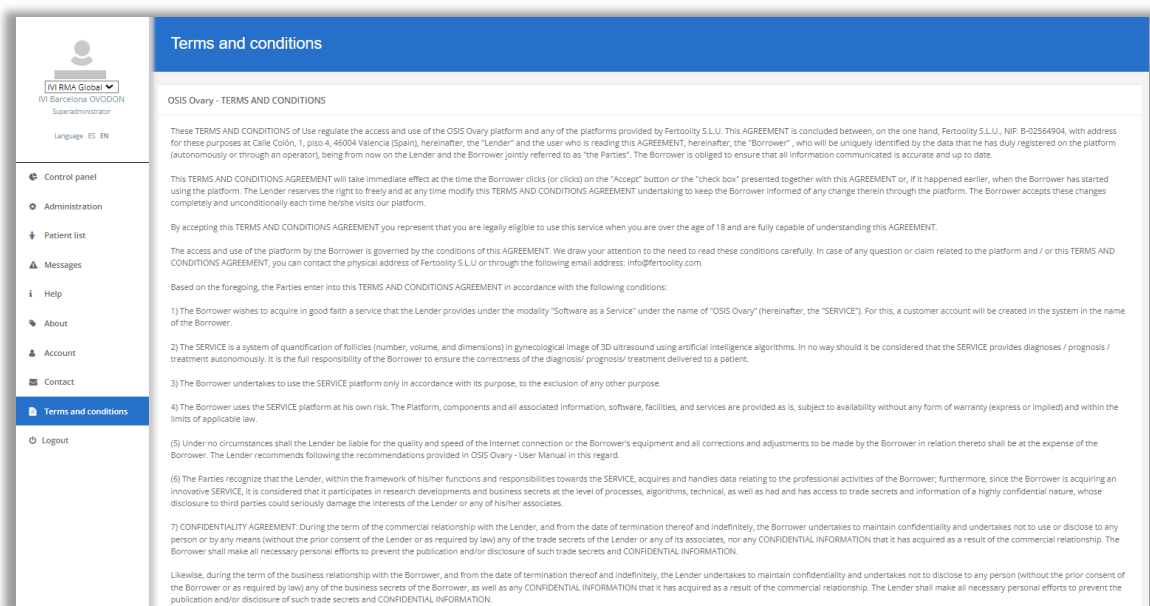 Terms and conditions
IVI RMA Global
IVI Barcelona OVODON
Superadministrator
Language ES EN
Control panel
Administration
Patient list
Messages
Help
About
Account
Contact
Terms and conditions
Logout
OSIS Ovary - TERMS AND CONDITIONS
These TERMS AND CONDITIONS of Use regulate the access and use of the OSIS Ovary platform and any of the platforms provided by Fertoolity S.L.U. This AGREEMENT is concluded between, on the one hand, Fertoolity S.L.U., NIF: B-02564904, with address
for these purposes at Calle Colón, 1, piso 4, 46004 Valencia (Spain), hereinafter, the "Lender" and the user who is reading this AGREEMENT, hereinafter, the "Borrower" , who will be uniquely identified by the data that he has duly registered on the platform
(autonomously or through an operator), being from now on the Lender and the Borrower jointly referred to as "the Parties". The Borrower is obliged to ensure that all information communicated is accurate and up to date.
This TERMS AND CONDITIONS AGREEMENT will take immediate effect at the time the Borrower clicks (or clicks) on the "Accept" button or the "check box" presented together with this AGREEMENT or, if it happened earlier, when the Borrower has started
using the platform. The Lender reserves the right to freely and at any time modify this TERMS AND CONDITIONS AGREEMENT undertaking to keep the Borrower informed of any change therein through the platform. The Borrower accepts these changes
completely and unconditionally each time he/she visits our platform.
By accepting this TERMS AND CONDITIONS AGREEMENT you represent that you are legally eligible to use this service when you are over the age of 18 and are fully capable of understanding this AGREEMENT.
The access and use of the platform by the Borrower is governed by the conditions of this AGREEMENT. We draw your attention to the need to read these conditions carefully. In case of any question or claim related to the platform and / or this TERMS AND
CONDITIONS AGREEMENT, you can contact the physical address of Fertoolity S.L.U or through the following email address: info@fertoolity.com.
Based on the foregoing, the Parties enter into this TERMS AND CONDITIONS AGREEMENT in accordance with the following conditions:
1) The Borrower wishes to acquire in good faith a service that the Lender provides under the modality "Software as a Service" under the name of "OSIS Ovary" (hereinafter, the "SERVICE"). For this, a customer account will be created in the system in the name
of the Borrower.
2) The SERVICE is a system of quantification of follicles (number, volume, and dimensions) in gynecological image of 3D ultrasound using artificial intelligence algorithms. In no way should it be considered that the SERVICE provides diagnoses / prognosis /
treatment autonomously. It is the full responsibility of the Borrower to ensure the correctness of the diagnosis/ prognosis/ treatment delivered to a patient.
3) The Borrower undertakes to use the SERVICE platform only in accordance with its purpose, to the exclusion of any other purpose.
4) The Borrower uses the SERVICE platform at his own risk. The Platform, components and all associated information, software, facilities, and services are provided as is, subject to availability without any form of warranty (express or implied) and within the
limits of applicable law.
(5) Under no circumstances shall the Lender be liable for the quality and speed of the Internet connection or the Borrower's equipment and all corrections and adjustments to be made by the Borrower in relation thereto shall be at the expense of the
Borrower. The Lender recommends following the recommendations provided in OSIS Ovary - User Manual in this regard.
(6) The Parties recognize that the Lender, within the framework of his/her functions and responsibilities towards the SERVICE, acquires and handles data relating to the professional activities of the Borrower; furthermore, since the Borrower is acquiring an
innovative SERVICE, it is considered that it participates in research developments and business secrets at the level of processes, algorithms, technical, as well as had and has access to trade secrets and information of a highly confidential nature, whose
disclosure to third parties could seriously damage the interests of the Lender or any of his/her associates.
7) CONFIDENTIALITY AGREEMENT: During the term of the commercial relationship with the Lender, and from the date of termination thereof and indefinitely, the Borrower undertakes to maintain confidentiality and undertakes not to use or disclose to any
person or by any means (without the prior consent of the Lender or as required by law) any of the trade secrets of the Lender or any of its associates, nor any CONFIDENTIAL INFORMATION that it has acquired as a result of the commercial relationship. The
Borrower shall make all necessary personal efforts to prevent the publication and/or disclosure of such trade secrets and CONFIDENTIAL INFORMATION.
Likewise, during the term of the business relationship with the Borrower, and from the date of termination thereof and indefinitely, the Lender undertakes to maintain confidentiality and undertakes not to disclose to any person (without the prior consent of
the Borrower or as required by law) any of the business secrets of the Borrower, as well as any CONFIDENTIAL INFORMATION that it has acquired as a result of the commercial relationship. The Lender shall make all necessary personal efforts to prevent the
publication and/or disclosure of such trade secrets and CONFIDENTIAL INFORMATION.